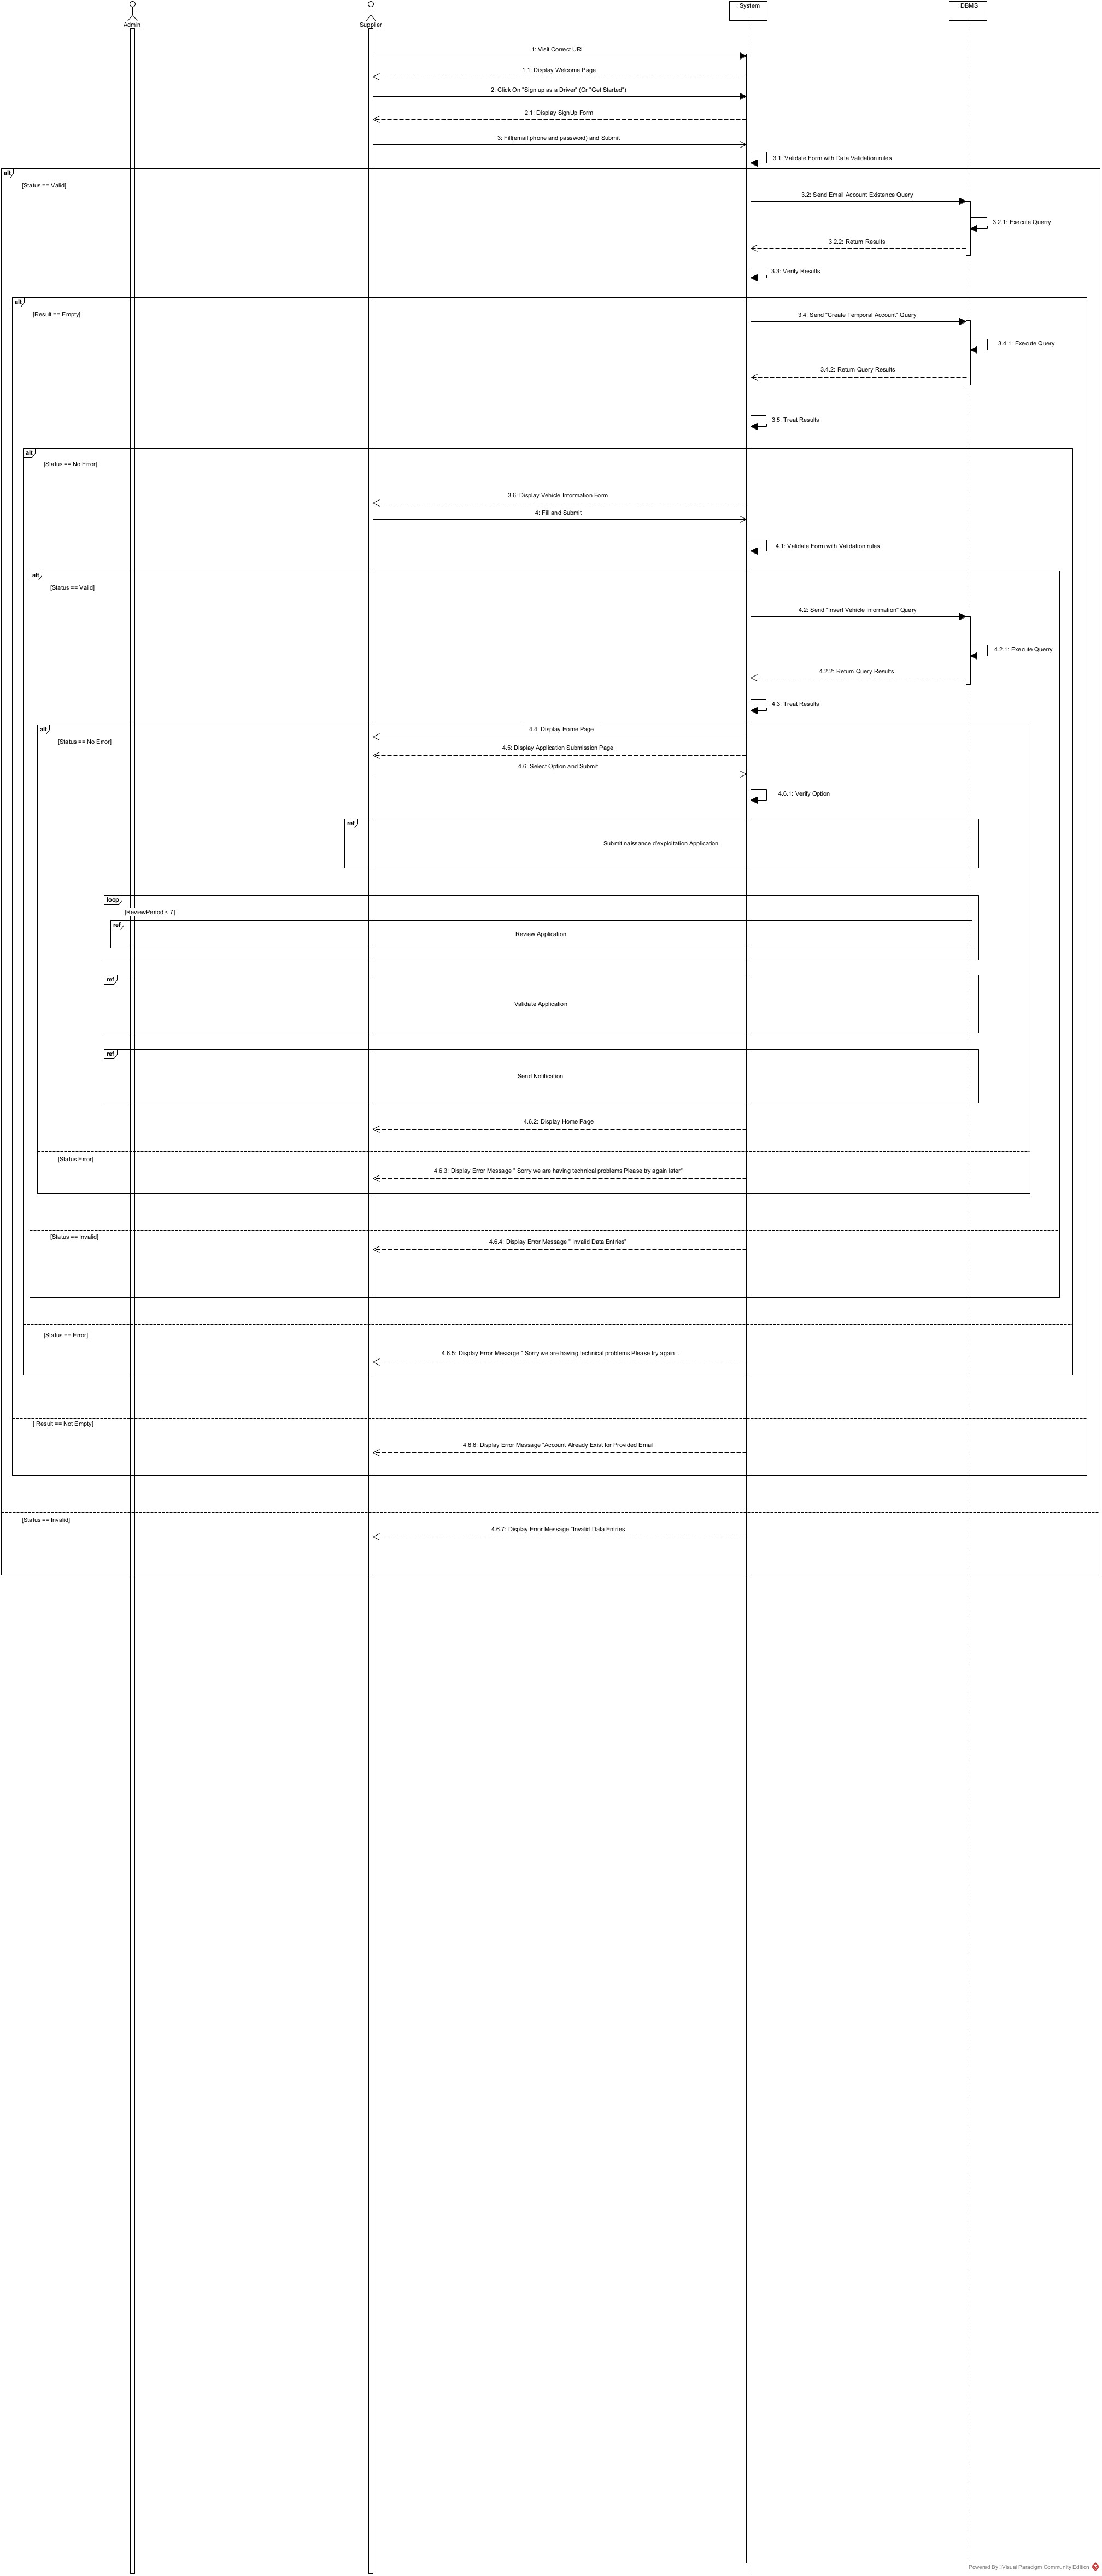 Admin
Supplier
: System
: DBMS
1: Visit Correct URL
1.1: Display Welcome Page
2: Click On "Sign up as a Driver" (Or "Get Started")
2.1: Display SignUp Form
3: Fill(email,phone and password) and Submit
3.1: Validate Form with Data Validation rules
alt
[Status == Valid]
3.2: Send Email Account Existence Query
3.2.1: Execute Querry
3.2.2: Return Results
3.3: Verify Results
alt
[Result == Empty]
3.4: Send "Create Temporal Account" Query
3.4.1: Execute Query
3.4.2: Return Query Results
3.5: Treat Results
alt
[Status == No Error]
3.6: Display Vehicle Information Form
4: Fill and Submit
4.1: Validate Form with Validation rules
alt
[Status == Valid]
4.2: Send "Insert Vehicle Information" Query
4.2.1: Execute Querry
4.2.2: Return Query Results
4.3: Treat Results
alt
4.4: Display Home Page
[Status == No Error]
4.5: Display Application Submission Page
4.6: Select Option and Submit
4.6.1: Verify Option
ref
Submit naissance d'exploitation Application
loop
[ReviewPeriod < 7]
ref
Review Application
ref
Validate Application
ref
Send Notification
4.6.2: Display Home Page
[Status Error]
4.6.3: Display Error Message " Sorry we are having technical problems Please try again later"
[Status == Invalid]
4.6.4: Display Error Message " Invalid Data Entries"
[Status == Error]
4.6.5: Display Error Message " Sorry we are having technical problems Please try again ...
[ Result == Not Empty]
4.6.6: Display Error Message "Account Already Exist for Provided Email
[Status == Invalid]
4.6.7: Display Error Message "Invalid Data Entries
Powered By: Visual Paradigm Community Edition